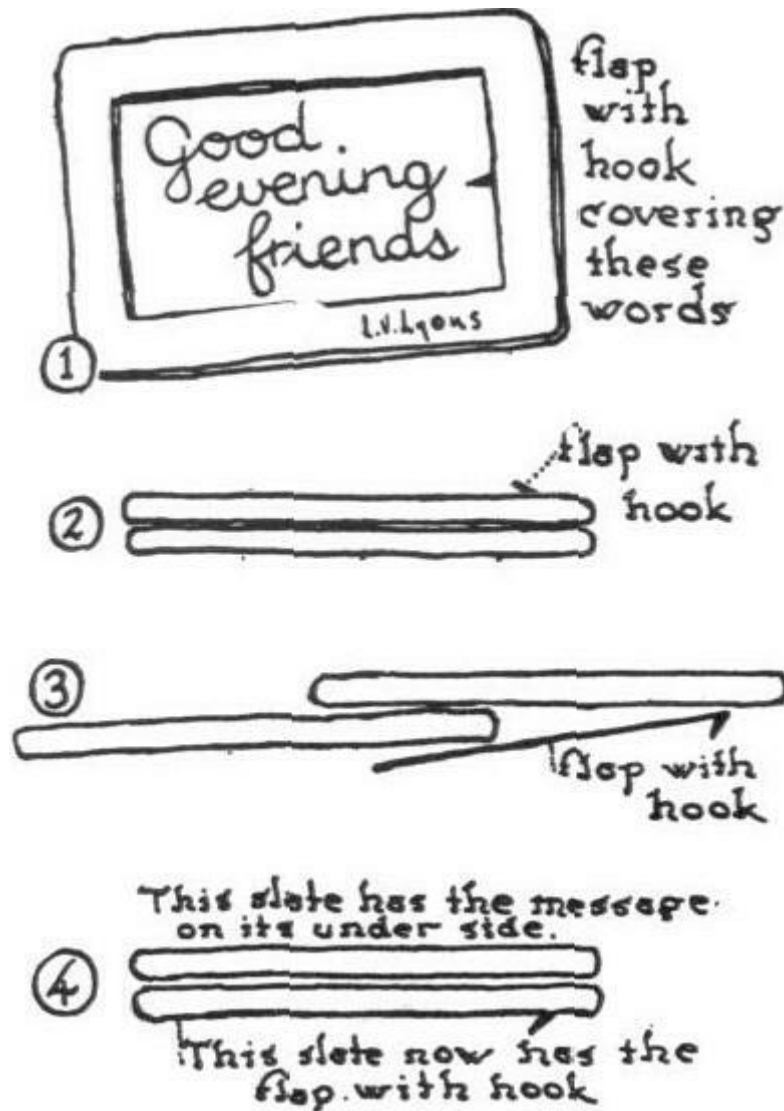 Good
evening
friends
L.V.Lyons
flap
with
hook
covering
these
words
1
flap with
hook
2
3
flap with
hook
This slate has the message.
on its under side.
4
This slate now has the
flap.with hook